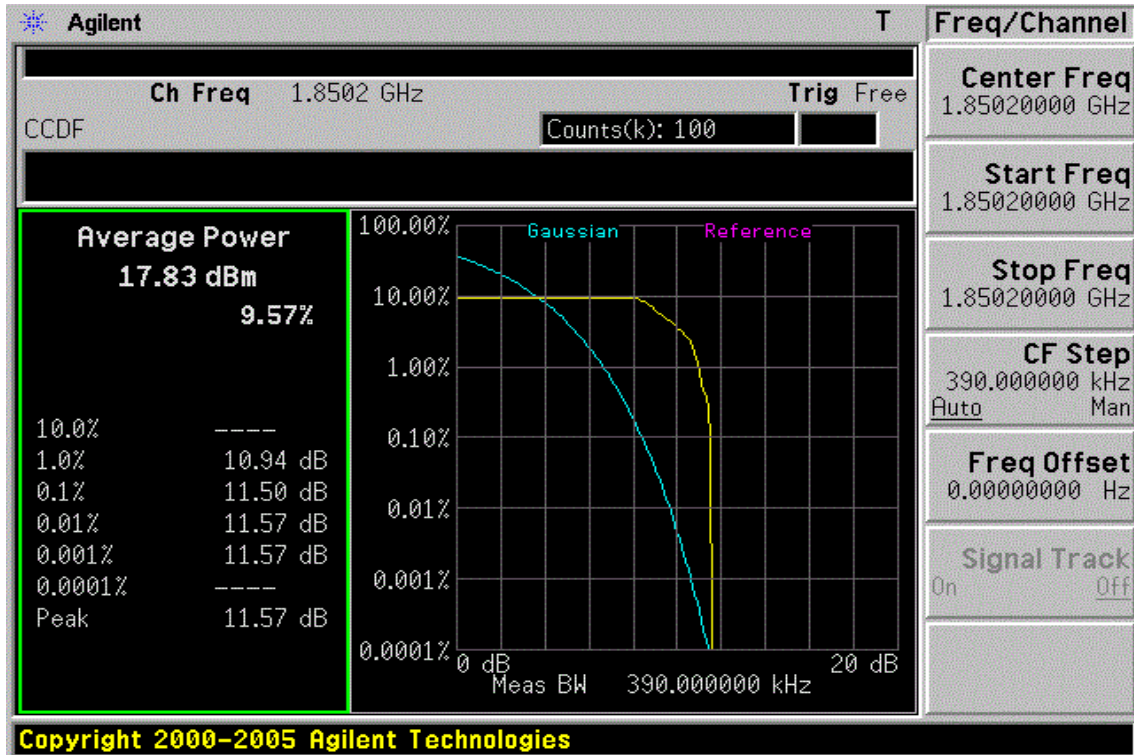 Agilent T
Ch Freq 1.8502 GHz Trig Free
CCDF Counts(k): 100
Average Power
17.83 dBm
9.57%
10.0% ----
1.0% 10.94 dB
0.1% 11.50 dB
0.01% 11.57 dB
0.001% 11.57 dB
0.0001% ----
Peak 11.57 dB
Gaussian Reference
100.00%
10.00%
1.00%
0.10%
0.01%
0.001%
0.0001%
0 dB 20 dB
Meas BW 390.000000 kHz
Freq/Channel
Center Freq
1.85020000 GHz
Start Freq
1.85020000 GHz
Stop Freq
1.85020000 GHz
CF Step
390.000000 kHz
Auto Man
Freq Offset
0.00000000 Hz
Signal Track
On Off
Copyright 2000-2005 Agilent Technologies